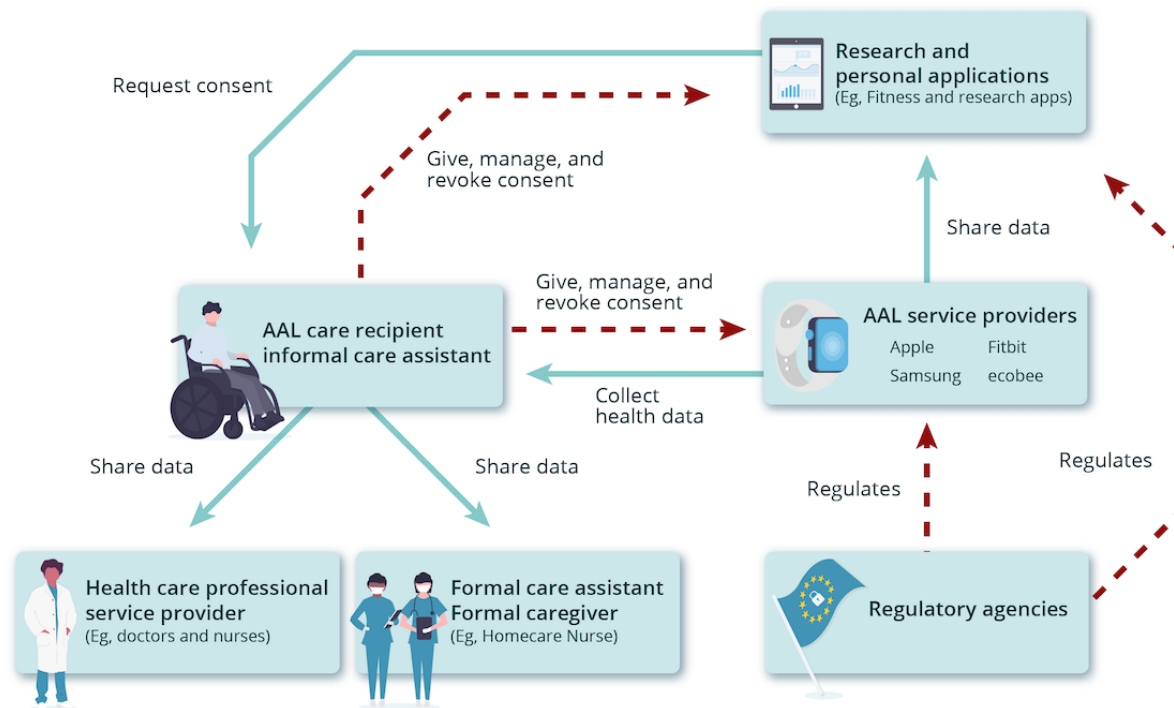 Research and
personal applications
(Eg, Fitness and research apps)
Request consent
Give, manage, and
revoke consent
Share data
Give, manage, and
revoke consent
AAL care recipient
informal care assistant
AAL service providers
Apple Fitbit
Samsung ecobee
Collect
health data
Share data
Share data
Regulates
Regulates
Health care professional
service provider
(Eg, doctors and nurses)
Formal care assistant
Formal caregiver
(Eg, Homecare Nurse)
Regulatory agencies